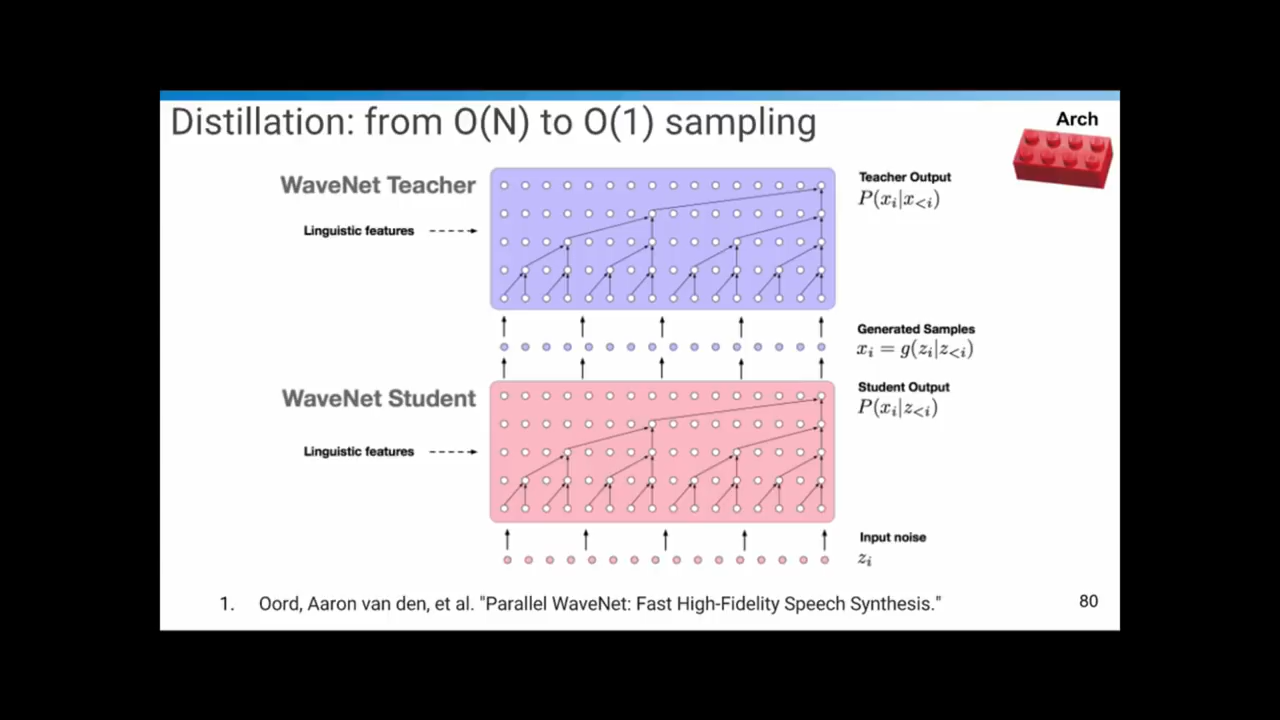 Distillation: from O(N) to O(1) sampling
Arch
WaveNet Teacher
Linguistic features
Teacher Output
P(x_i|x_{<i})
Generated Samples
x_i = g(z_i|z_{<i})
WaveNet Student
Linguistic features
Student Output
P(x_i|z_{<i})
Input noise
z_i
1. Oord, Aaron van den, et al. "Parallel WaveNet: Fast High-Fidelity Speech Synthesis."
80